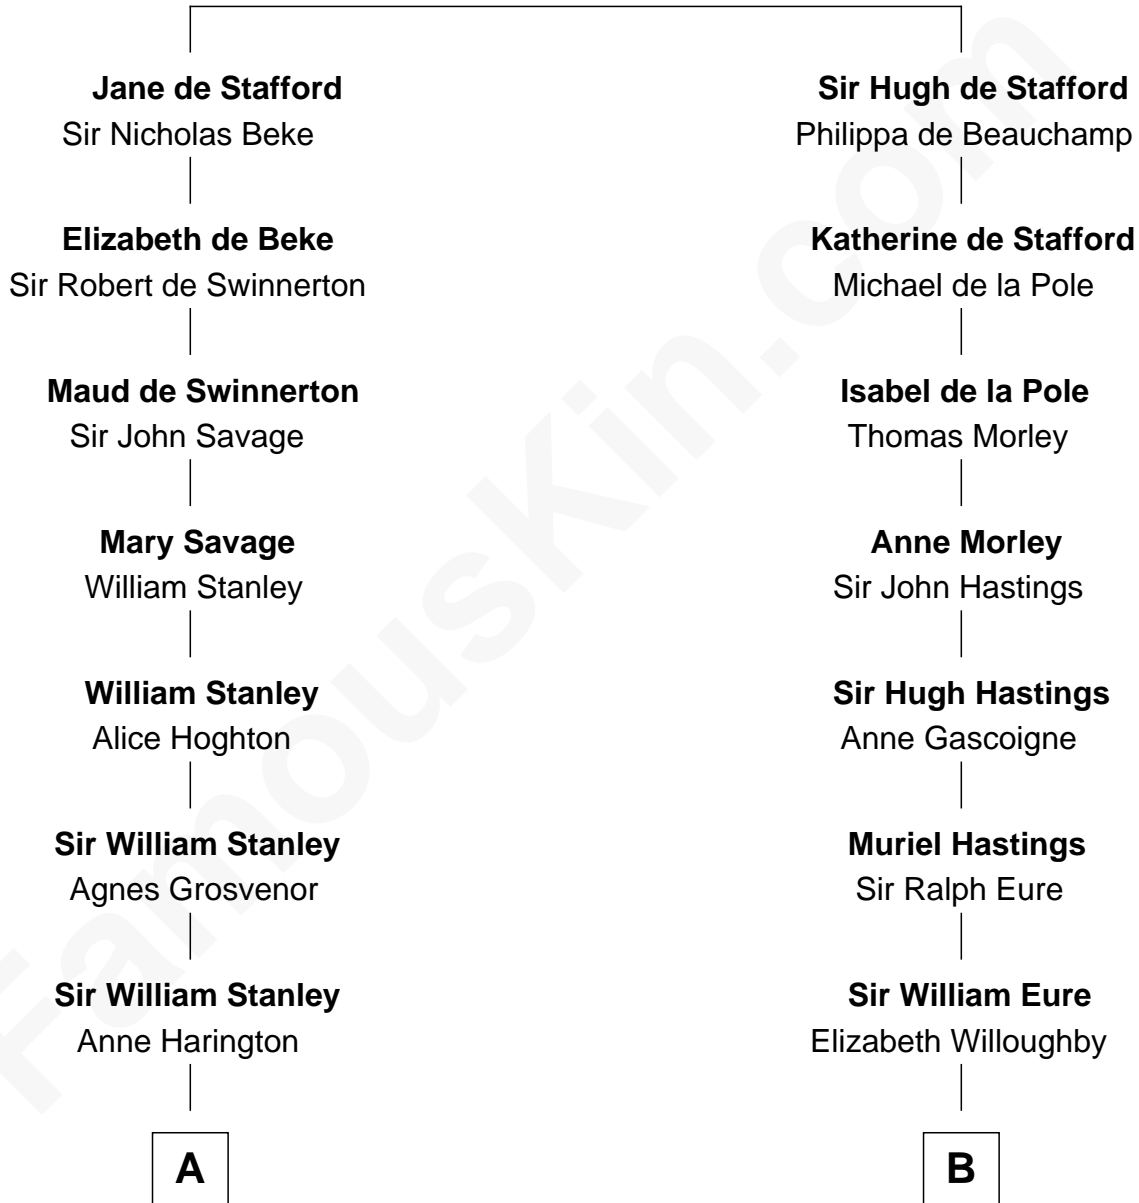 Jane de Stafford
Sir Nicholas Beke
Elizabeth de Beke
Sir Robert de Swinnerton
Maud de Swinnerton
Sir John Savage
Mary Savage
William Stanley
William Stanley
Alice Hoghton
Sir William Stanley
Agnes Grosvenor
Sir William Stanley
Anne Harington
A
Sir Hugh de Stafford
Philippa de Beauchamp
Katherine de Stafford
Michael de la Pole
Isabel de la Pole
Thomas Morley
Anne Morley
Sir John Hastings
Sir Hugh Hastings
Anne Gascoigne
Muriel Hastings
Sir Ralph Eure
Sir William Eure
Elizabeth Willoughby
B
FamousKin.com